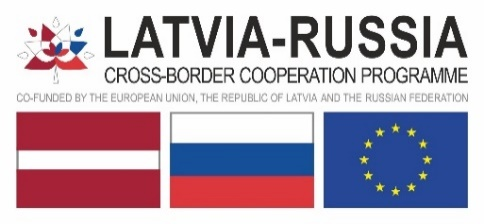 LATVIA-RUSSIA
CROSS-BORDER COOPERATION PROGRAMME
CO-FUNDED BY THE EUROPEAN UNION, THE REPUBLIC OF LATVIA AND THE RUSSIAN FEDERATION